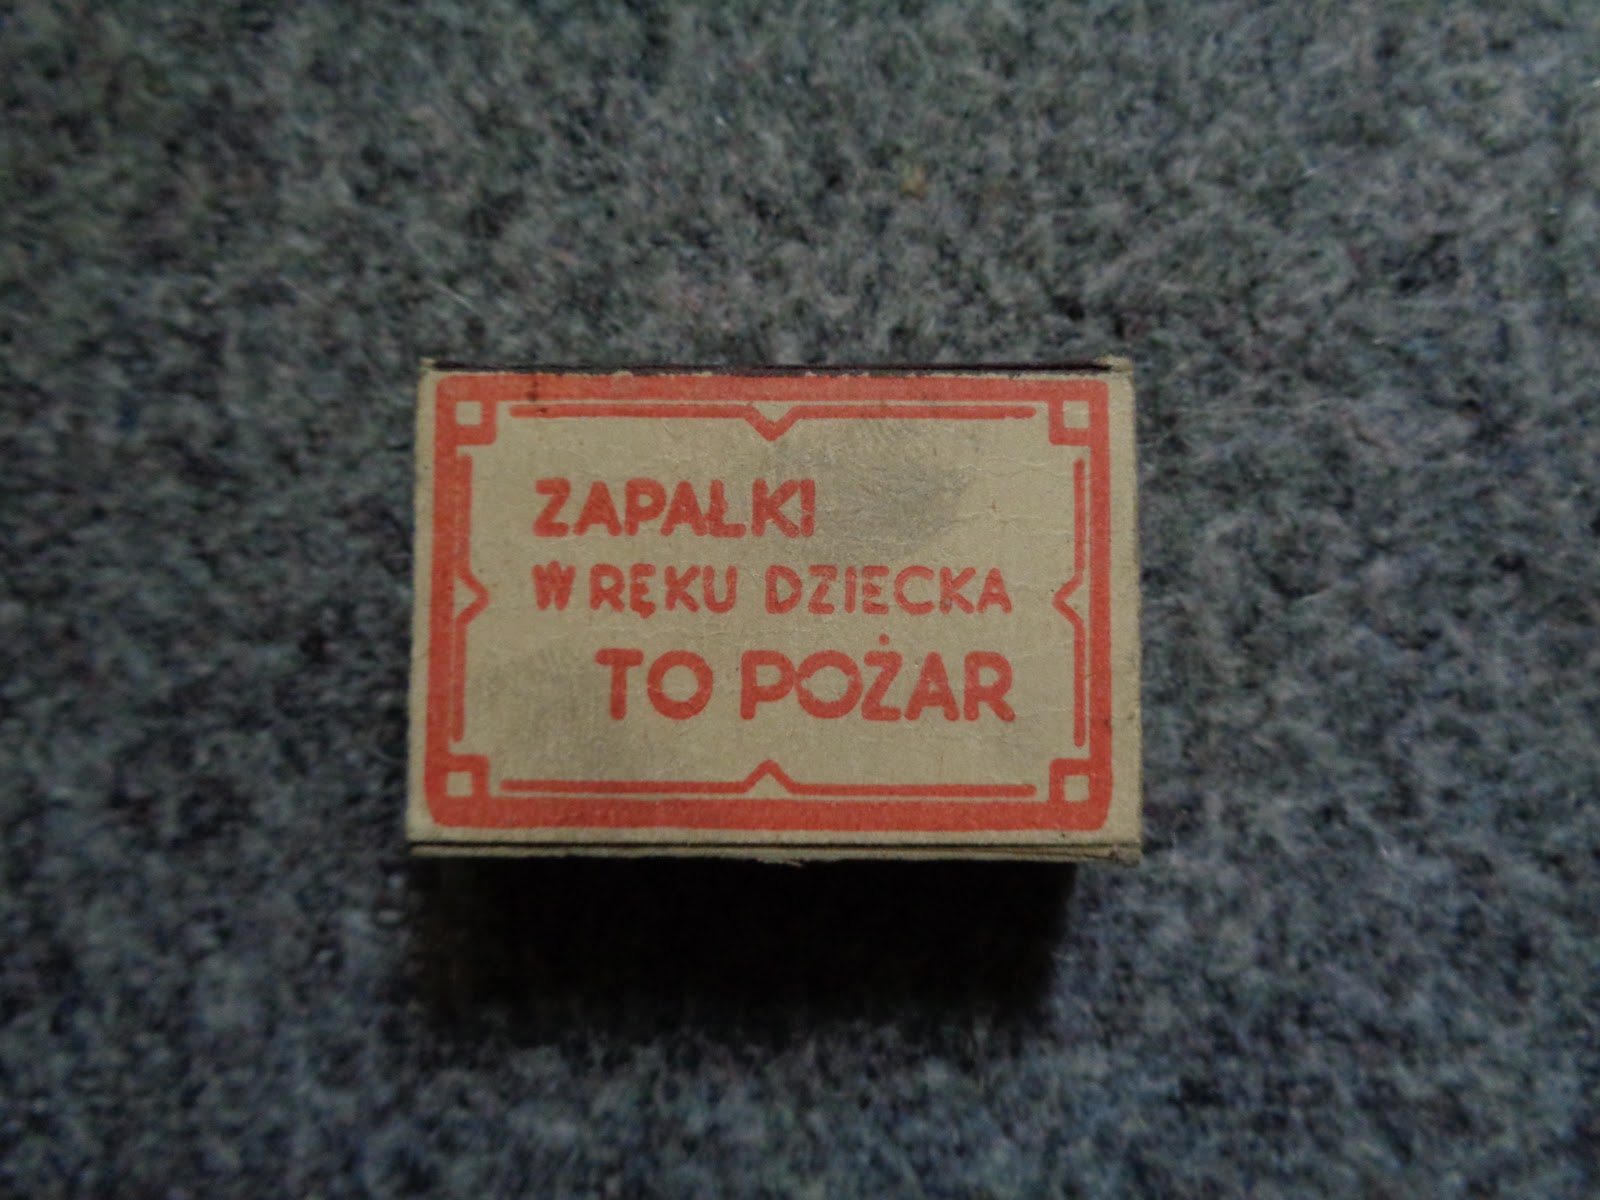 ZAPAŁKI
W RĘKU DZIECKA
TO POŻAR